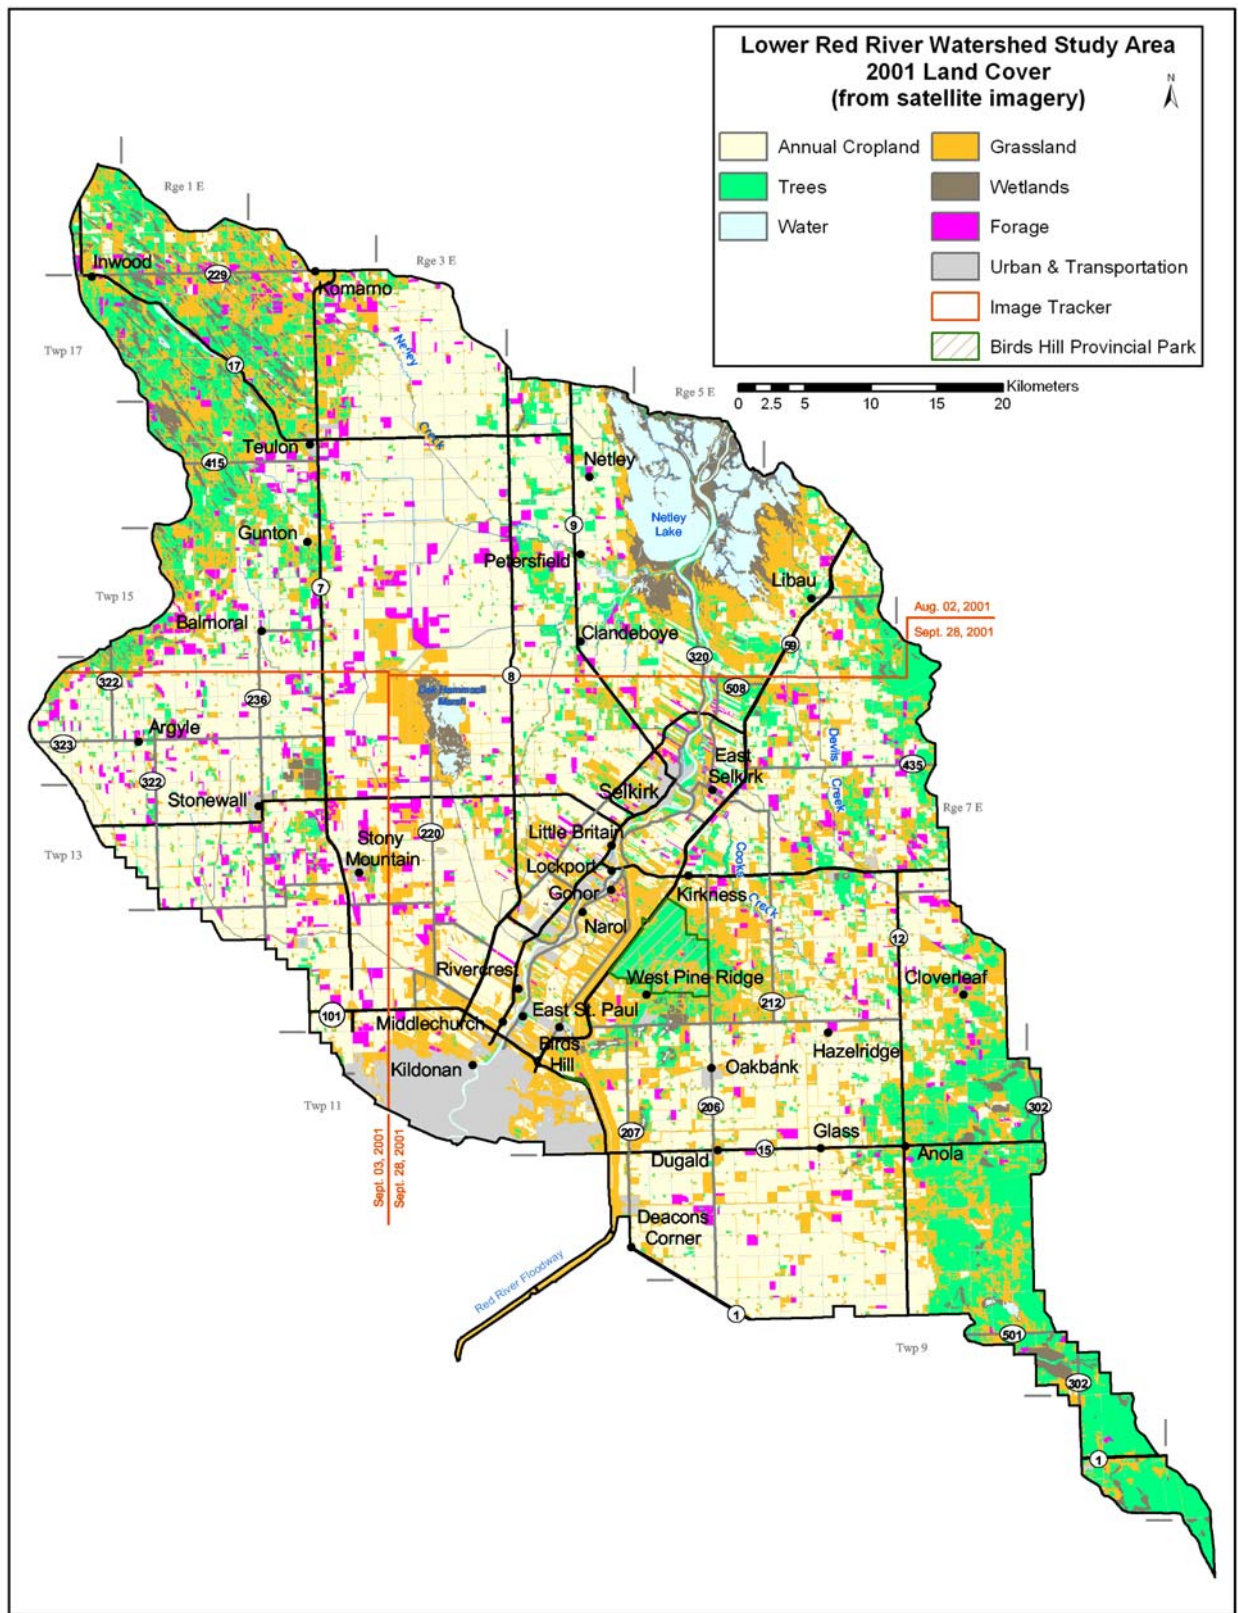 Lower Red River Watershed Study Area
2001 Land Cover
(from satellite imagery)
N
Annual Cropland
Grassland
Trees
Wetlands
Water
Forage
Urban & Transportation
Image Tracker
Birds Hill Provincial Park
Kilometers
0 2.5 5 10 15 20
Rge 1 E
Rge 3 E
Rge 5 E
Rge 7 E
Twp 17
Twp 15
Twp 13
Twp 11
Twp 9
Inwood
229
Komarno
17
Netley
Creek
Teulon
415
Netley
Netley
Lake
9
Gunton
Petersfield
7
Libau
Aug. 02, 2001
Sept. 28, 2001
Balmoral
Clandeboye
320
59
322
8
508
236
Oak Hammock
Marsh
Argyle
323
322
East
Selkirk
Devils
Creek
435
Stonewall
Selkirk
220
Little Britain
Stony
Mountain
Lockport
Cooks
Creek
Gonor
Kirkness
Narol
12
Rivercrest
West Pine Ridge
Cloverleaf
212
101
Middlechurch
East St. Paul
Birds
Hill
Hazelridge
Kildonan
Oakbank
206
302
207
Glass
Dugald
15
Anola
Sept. 03, 2001
Sept. 28, 2001
Deacons
Corner
Red River Floodway
1
501
302
1